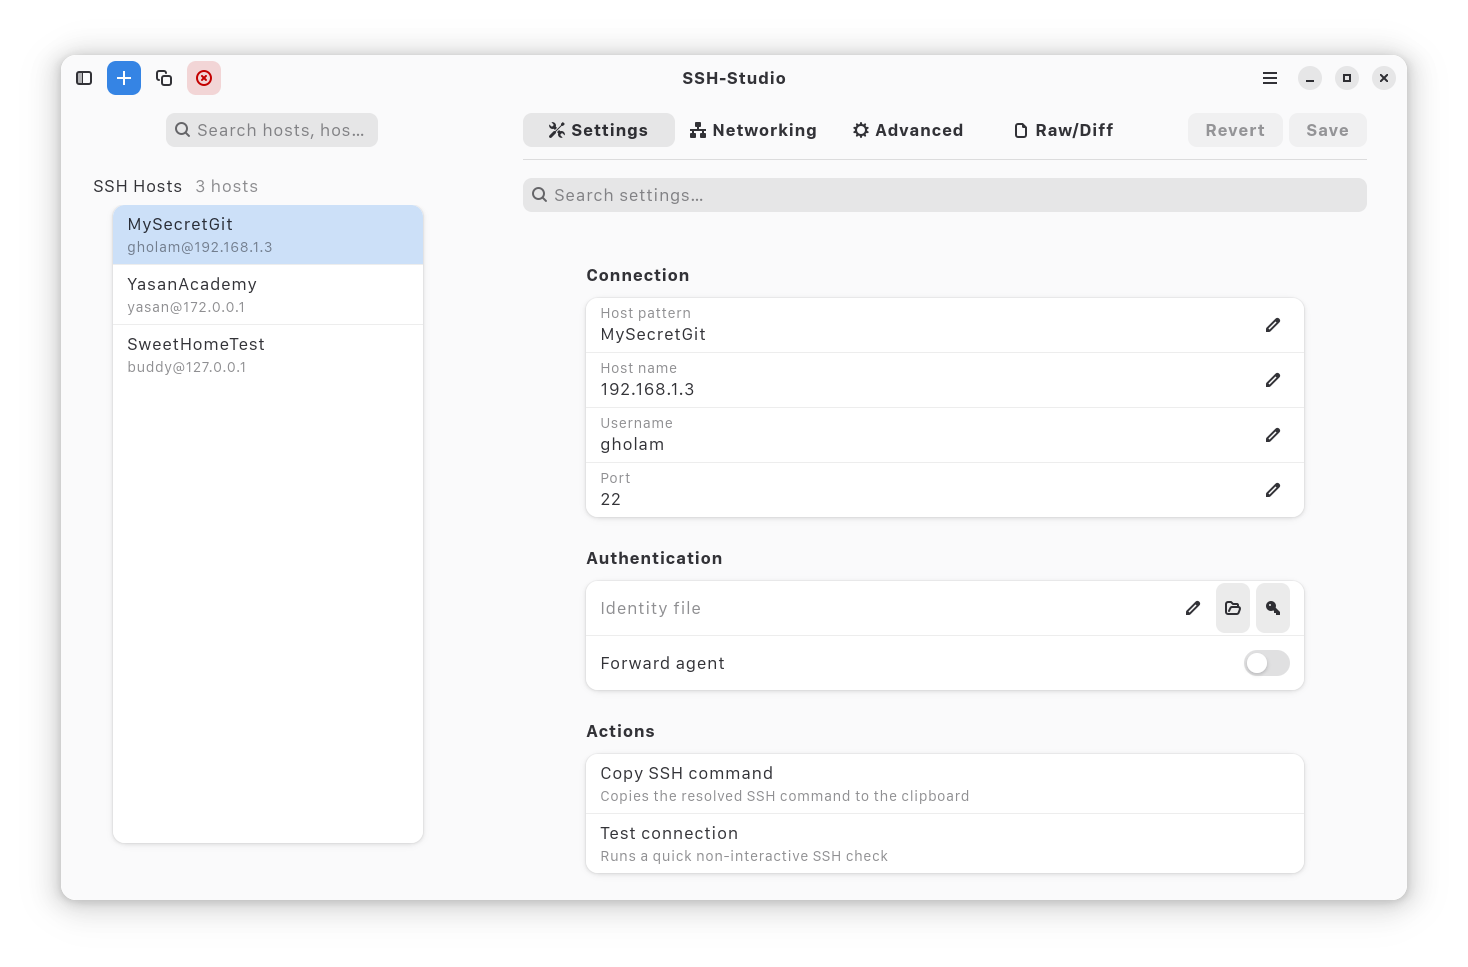 SSH-Studio
Search hosts, hos...
Settings
Networking
Advanced
Raw/Diff
Revert
Save
SSH Hosts 3 hosts
MySecretGit
gholam@192.168.1.3
YasanAcademy
yasan@172.0.0.1
SweetHomeTest
buddy@127.0.0.1
Search settings...
Connection
Host pattern
MySecretGit
Host name
192.168.1.3
Username
gholam
Port
22
Authentication
Identity file
Forward agent
Actions
Copy SSH command
Copies the resolved SSH command to the clipboard
Test connection
Runs a quick non-interactive SSH check